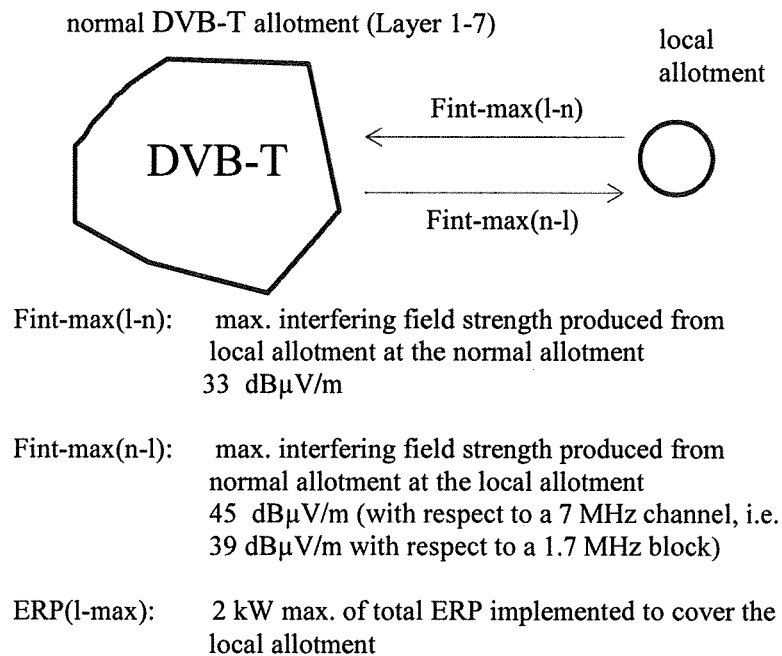 normal DVB-T allotment (Layer 1-7)
local
allotment
Fint-max(l-n)
DVB-T
Fint-max(n-l)
Fint-max(l-n): max. interfering field strength produced from
local allotment at the normal allotment
33 dBμV/m
Fint-max(n-l): max. interfering field strength produced from
normal allotment at the local allotment
45 dBμV/m (with respect to a 7 MHz channel, i.e.
39 dBμV/m with respect to a 1.7 MHz block)
ERP(l-max): 2 kW max. of total ERP implemented to cover the
local allotment